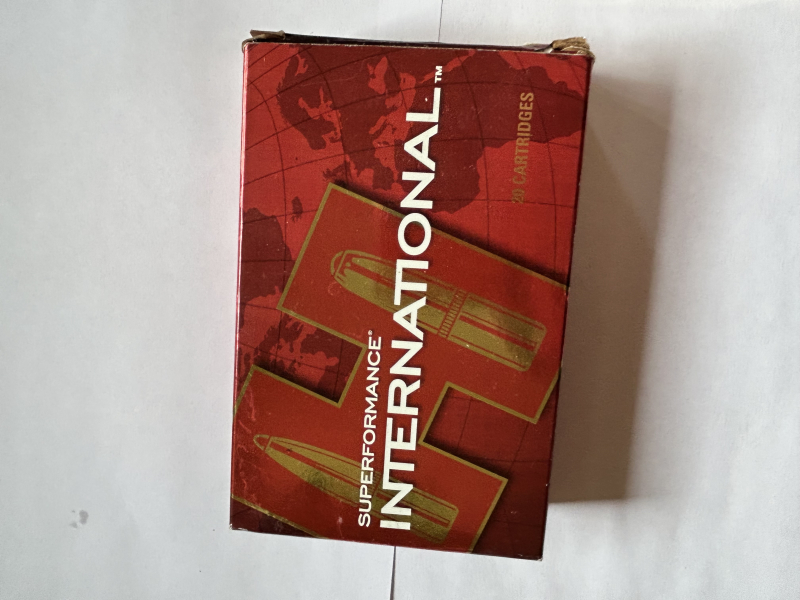 SUPERFORMANCE®
INTERNATIONAL™
20 CARTRIDGES